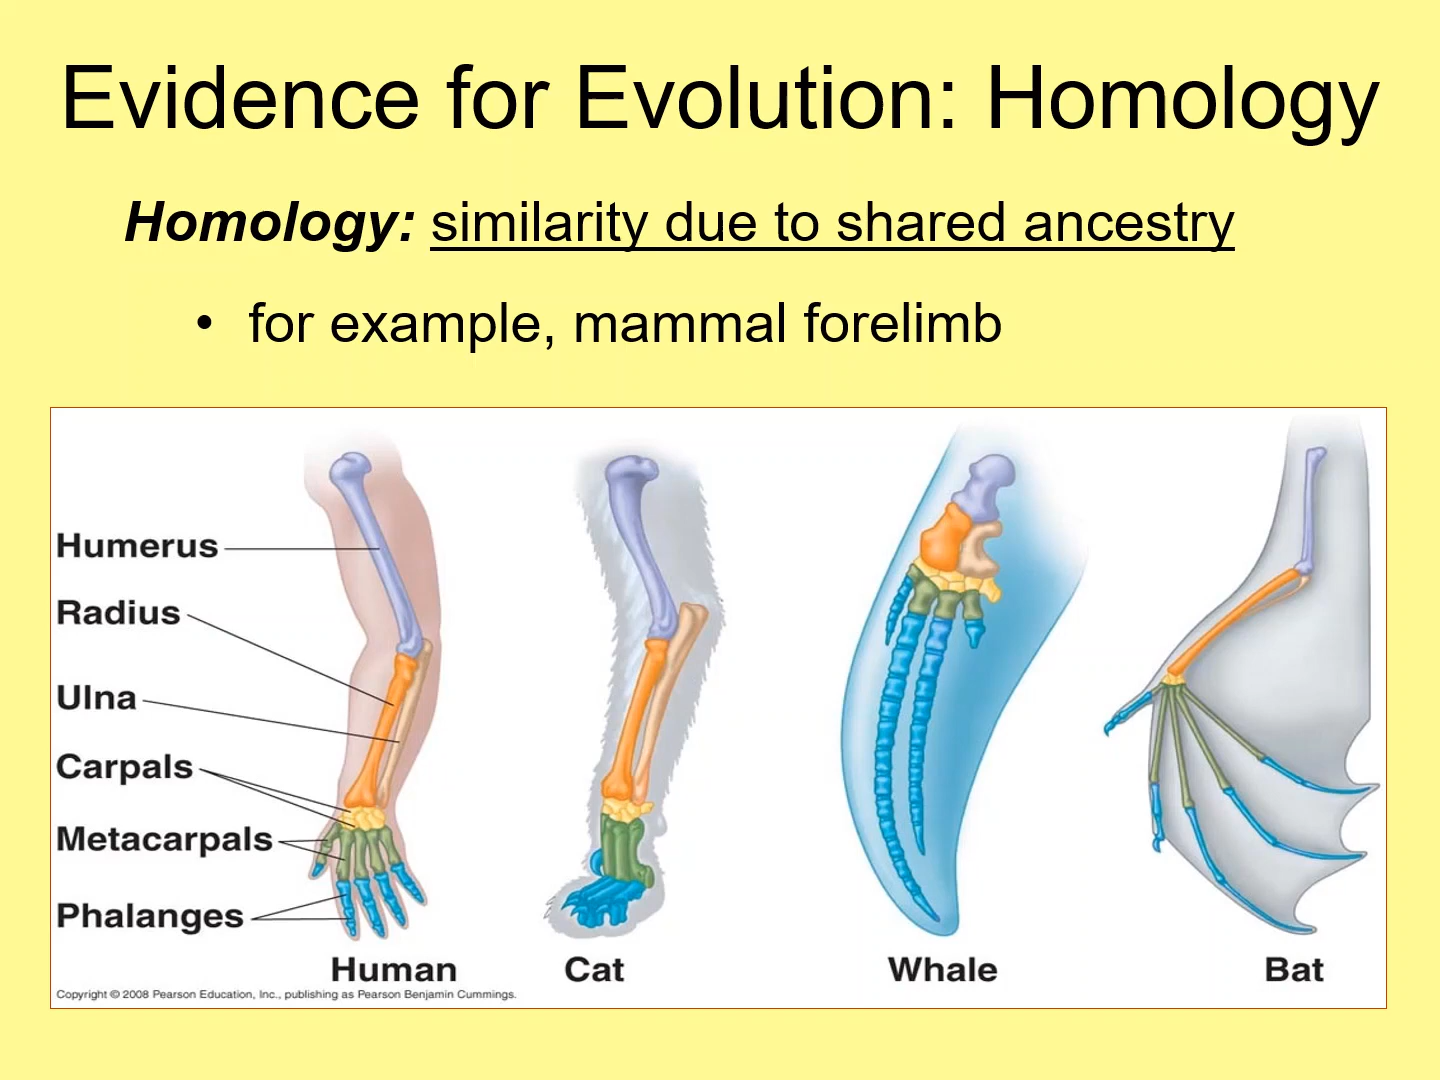 Evidence for Evolution: Homology
Homology: similarity due to shared ancestry
• for example, mammal forelimb
Humerus
Radius
Ulna
Carpals
Metacarpals
Phalanges
Human Cat Whale Bat
Copyright © 2008 Pearson Education, Inc., publishing as Pearson Benjamin Cummings.